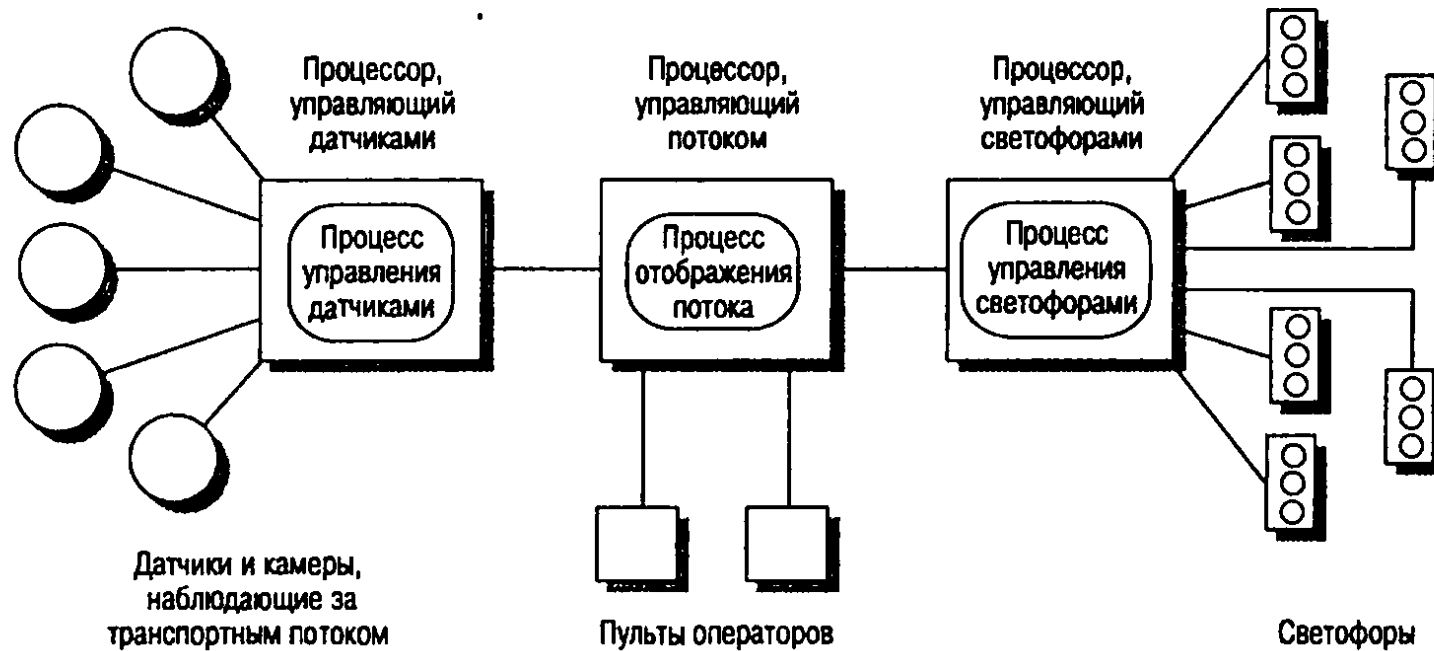 Процессор,
управляющий
датчиками
Процессор,
управляющий
потоком
Процессор,
управляющий
светофорами
Процесс
управления
датчиками
Процесс
отображения
потока
Процесс
управления
светофорами
Датчики и камеры,
наблюдающие за
транспортным потоком
Пульты операторов
Светофоры